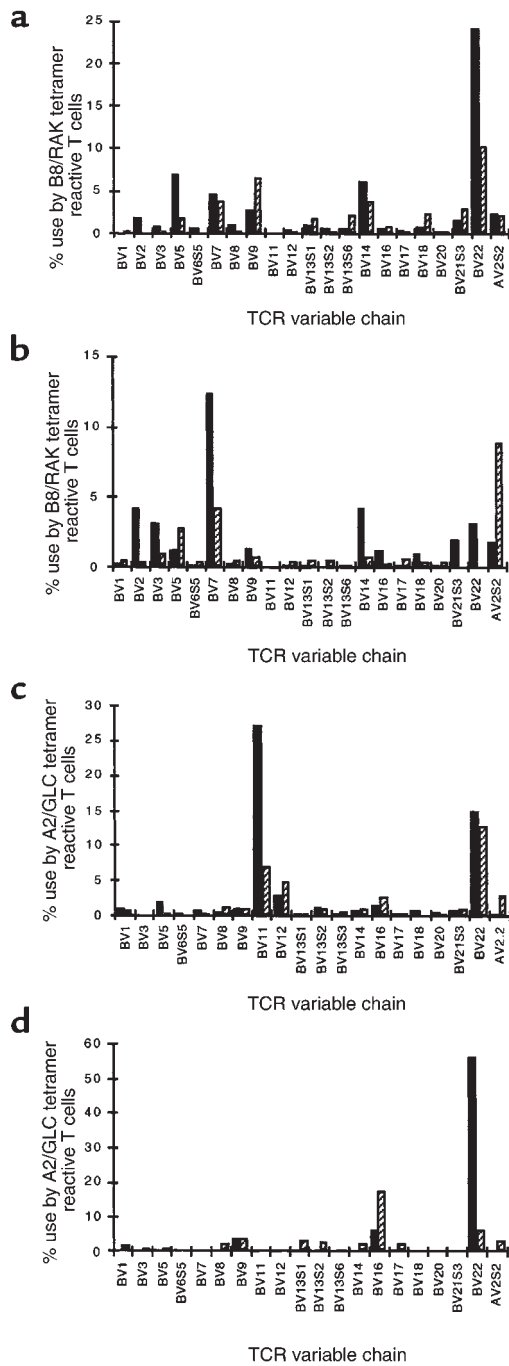 a
% use by B8/RAK tetramer
reactive T cells
25
20
15
10
5
0
BV1
BV2
BV3
BV5
BV6S5
BV7
BV8
BV9
BV11
BV12
BV13S1
BV13S2
BV13S6
BV14
BV16
BV17
BV18
BV20
BV21S3
BV22
AV2S2
TCR variable chain
b
% use by B8/RAK tetramer
reactive T cells
15
10
5
0
BV1
BV2
BV3
BV5
BV6S5
BV7
BV8
BV9
BV11
BV12
BV13S1
BV13S2
BV13S6
BV14
BV16
BV17
BV18
BV20
BV21S3
BV22
AV2S2
TCR variable chain
c
% use by A2/GLC tetramer
reactive T cells
30
25
20
15
10
5
0
BV1
BV3
BV5
BV6S5
BV7
BV8
BV9
BV11
BV12
BV13S1
BV13S2
BV13S3
BV14
BV16
BV17
BV18
BV20
BV21S3
BV22
AV2..2
TCR variable chain
d
% use by A2/GLC tetramer
reactive T cells
60
50
40
30
20
10
0
BV1
BV3
BV5
BV6S5
BV7
BV8
BV9
BV11
BV12
BV13S1
BV13S2
BV13S6
BV14
BV16
BV17
BV18
BV20
BV21S3
BV22
AV2S2
TCR variable chain